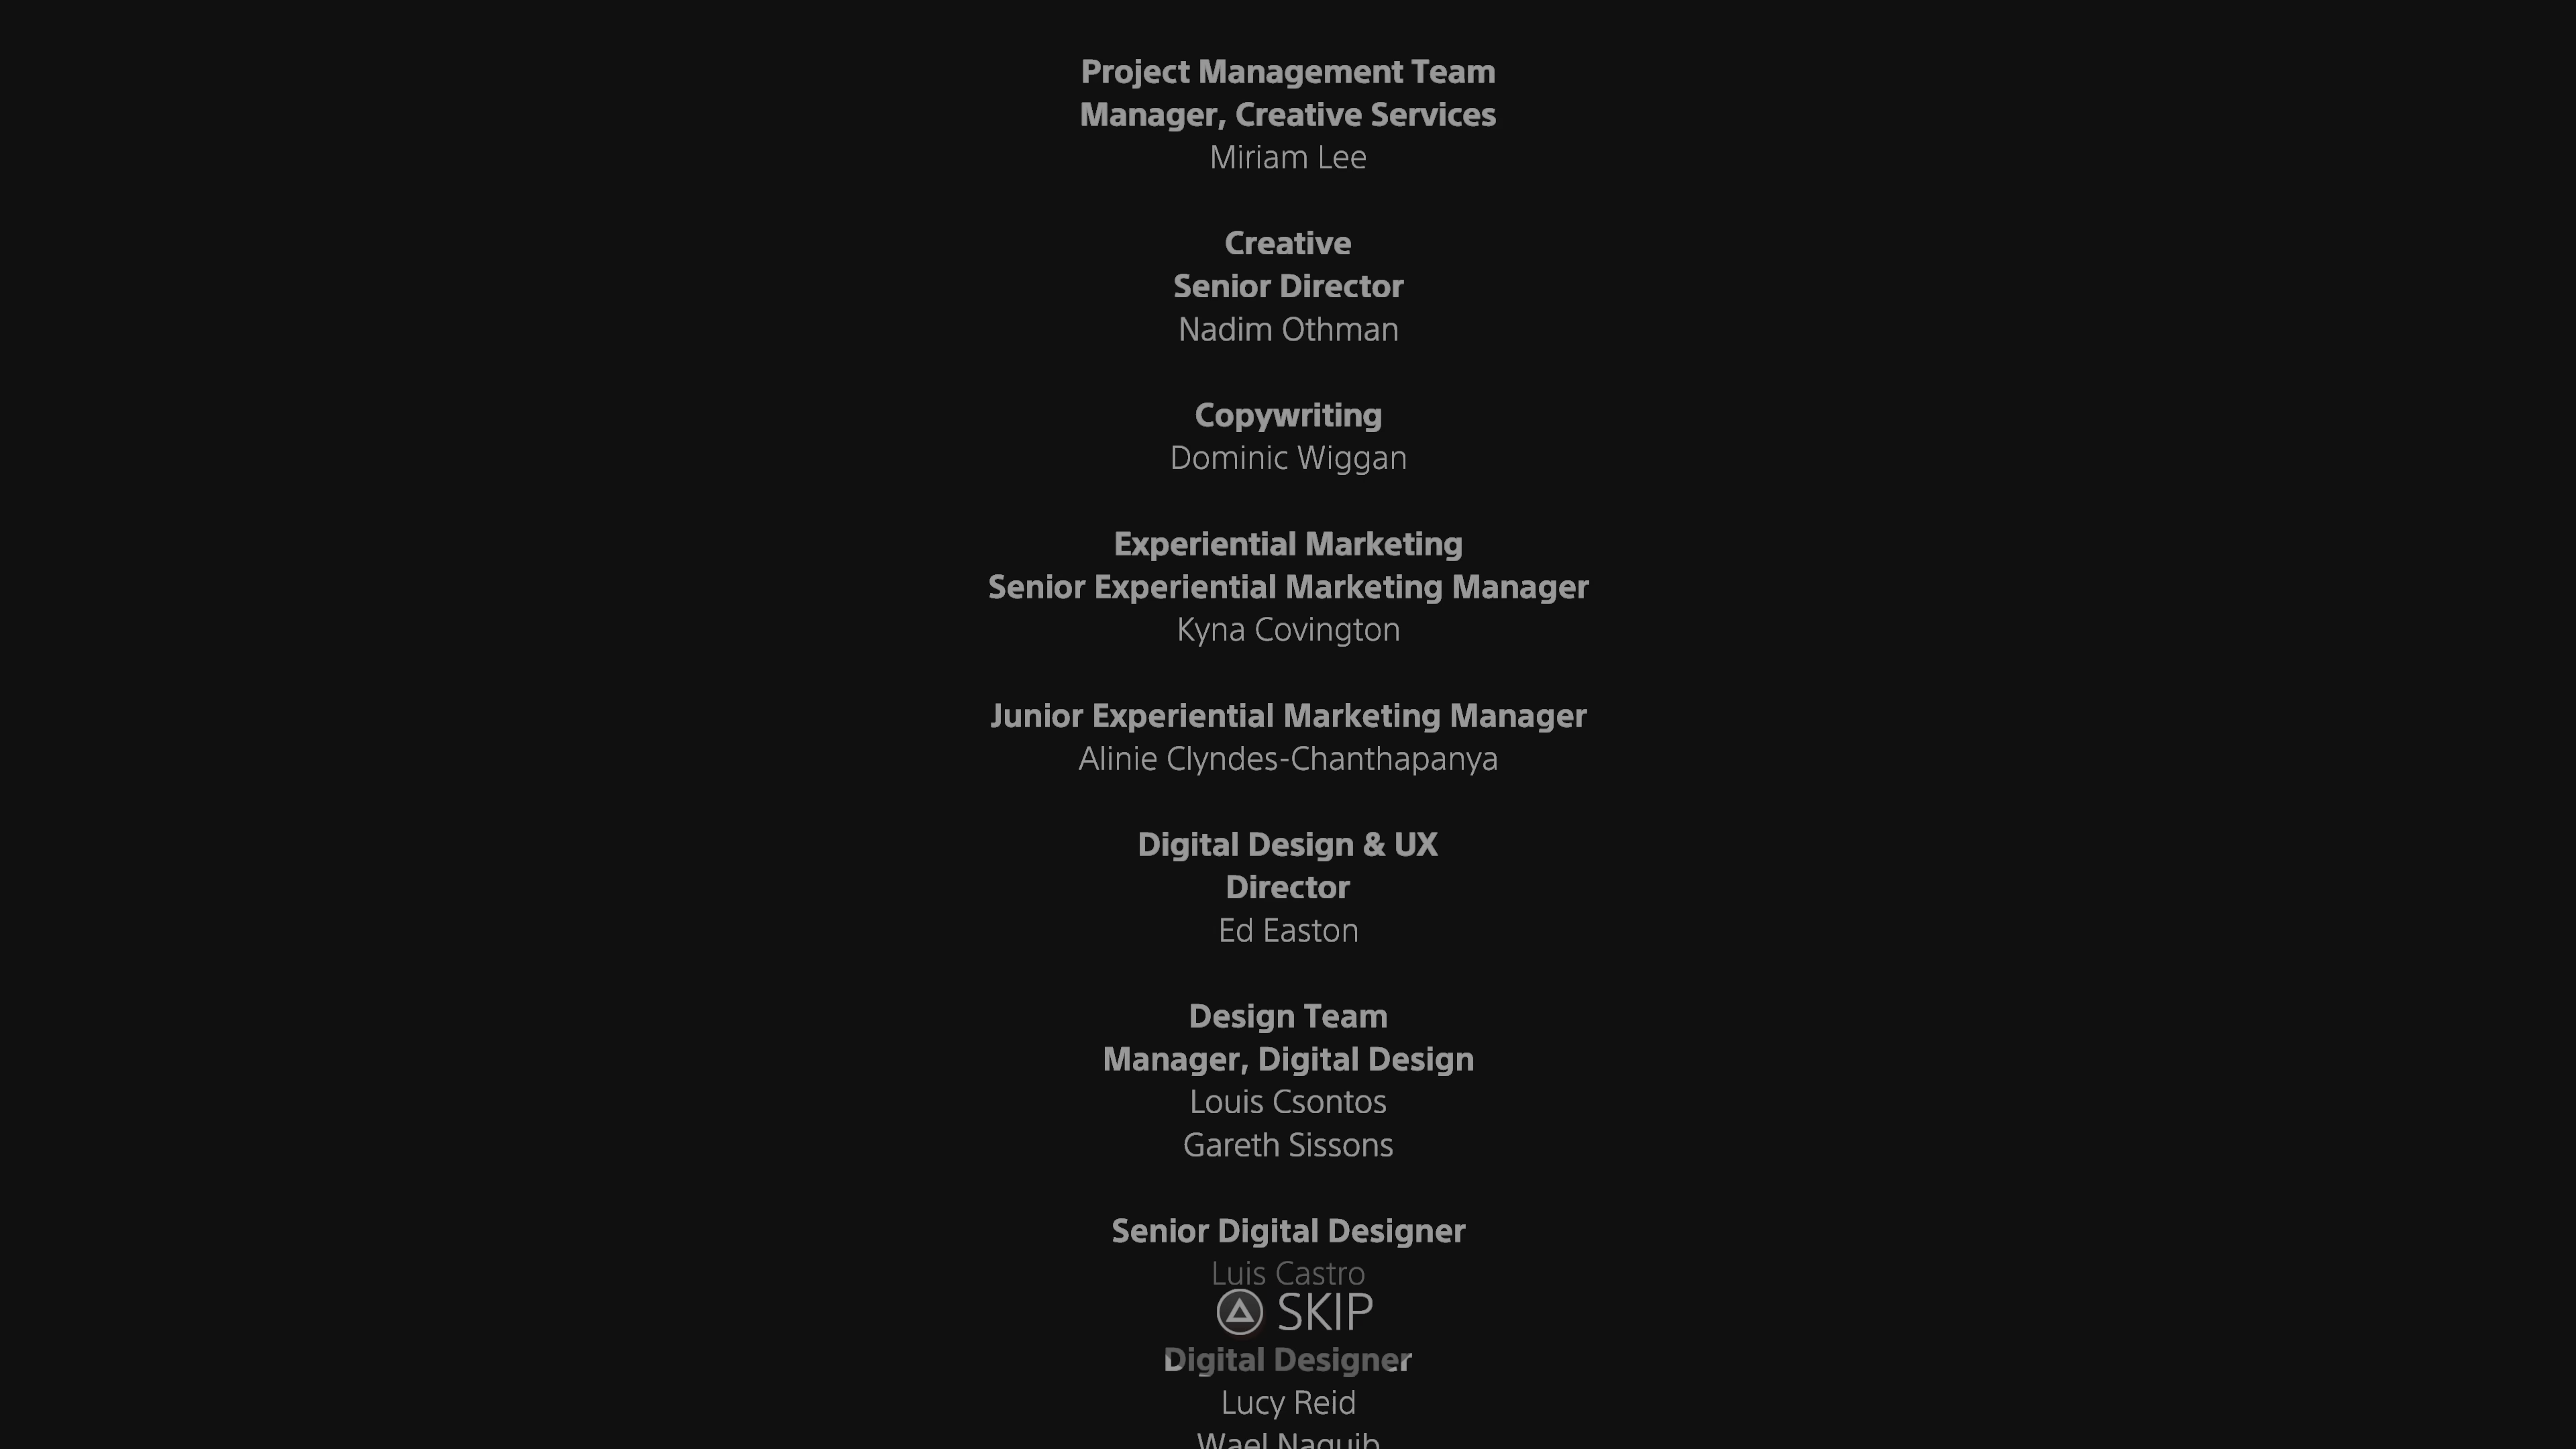 Project Management Team
Manager, Creative Services
Miriam Lee
Creative
Senior Director
Nadim Othman
Copywriting
Dominic Wiggan
Experiential Marketing
Senior Experiential Marketing Manager
Kyna Covington
Junior Experiential Marketing Manager
Alinie Clyndes-Chanthapanya
Digital Design & UX
Director
Ed Easton
Design Team
Manager, Digital Design
Louis Csontos
Gareth Sissons
Senior Digital Designer
Luis Castro
SKIP
Digital Designer
Lucy Reid
Wael Naguib